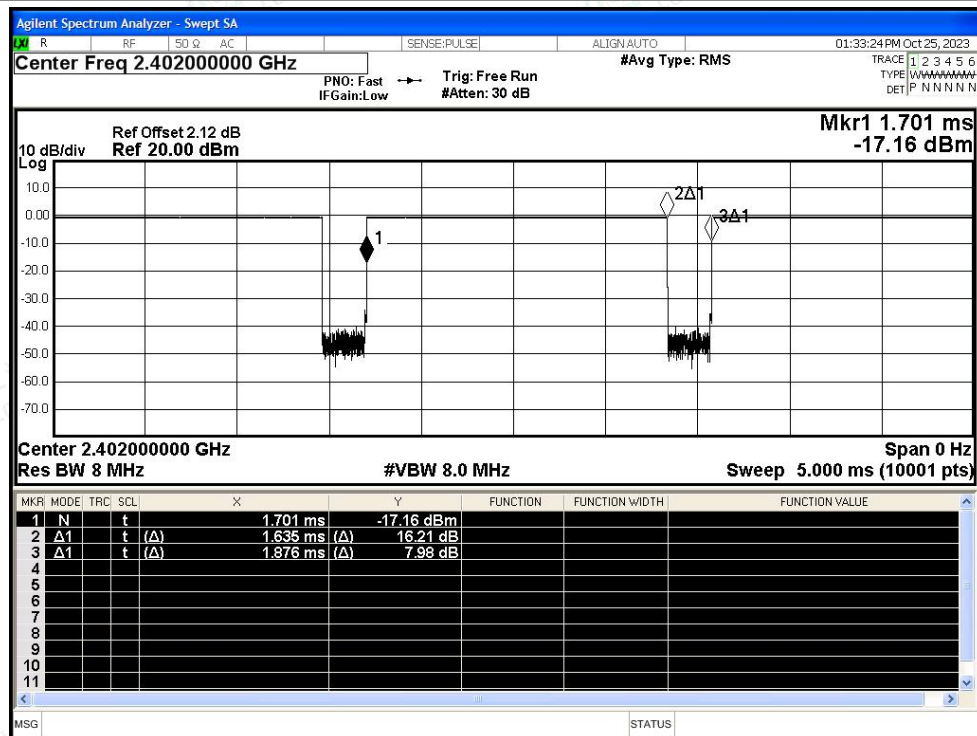 Agilent Spectrum Analyzer - Swept SA
LXI R RF 50 Ω AC SENSE:PULSE ALIGN AUTO 01:33:24 PM Oct 25, 2023
Center Freq 2.402000000 GHz #Avg Type: RMS TRACE 1 2 3 4 5 6
PNO: Fast Trig: Free Run TYPE WWWWWW
IFGain:Low #Atten: 30 dB DET P N N N N N
Mkr1 1.701 ms
Ref Offset 2.12 dB
10 dB/div Ref 20.00 dBm -17.16 dBm
Log
10.0
2Δ1
0.00 3Δ1
1
-10.0
-20.0
-30.0
-40.0
-50.0
-60.0
-70.0
Center 2.402000000 GHz Span 0 Hz
Res BW 8 MHz #VBW 8.0 MHz Sweep 5.000 ms (10001 pts)
MKR MODE TRC SCL X Y FUNCTION FUNCTION WIDTH FUNCTION VALUE
1 N t 1.701 ms -17.16 dBm
2 Δ1 t (Δ) 1.635 ms (Δ) 16.21 dB
3 Δ1 t (Δ) 1.876 ms (Δ) 7.98 dB
4
5
6
7
8
9
10
11
MSG STATUS